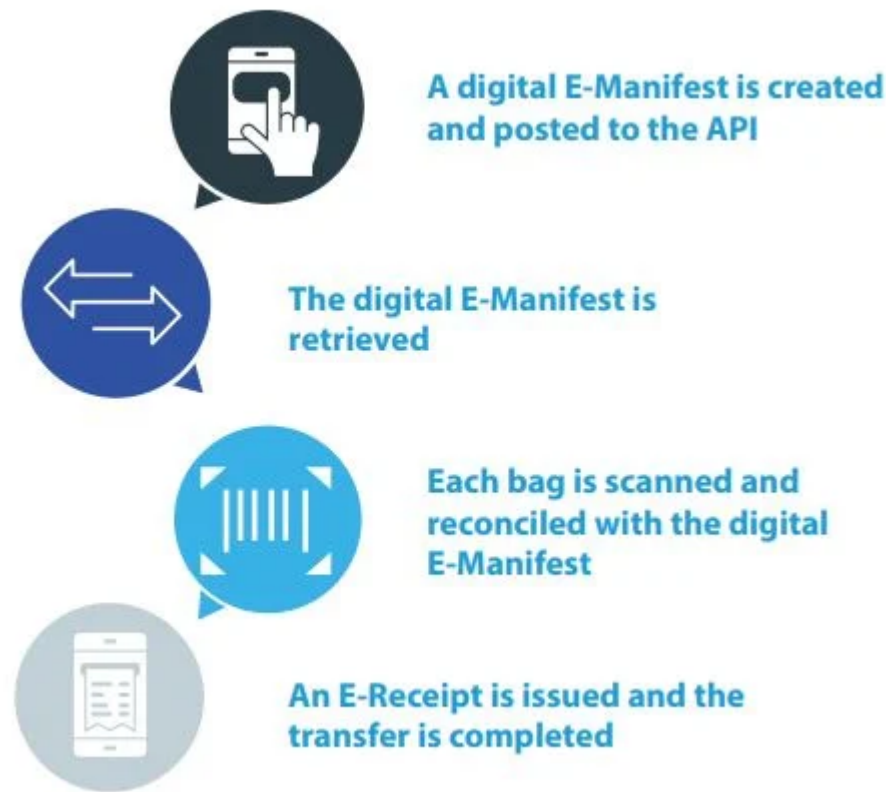 A digital E-Manifest is created
and posted to the API
The digital E-Manifest is
retrieved
Each bag is scanned and
reconciled with the digital
E-Manifest
An E-Receipt is issued and the
transfer is completed